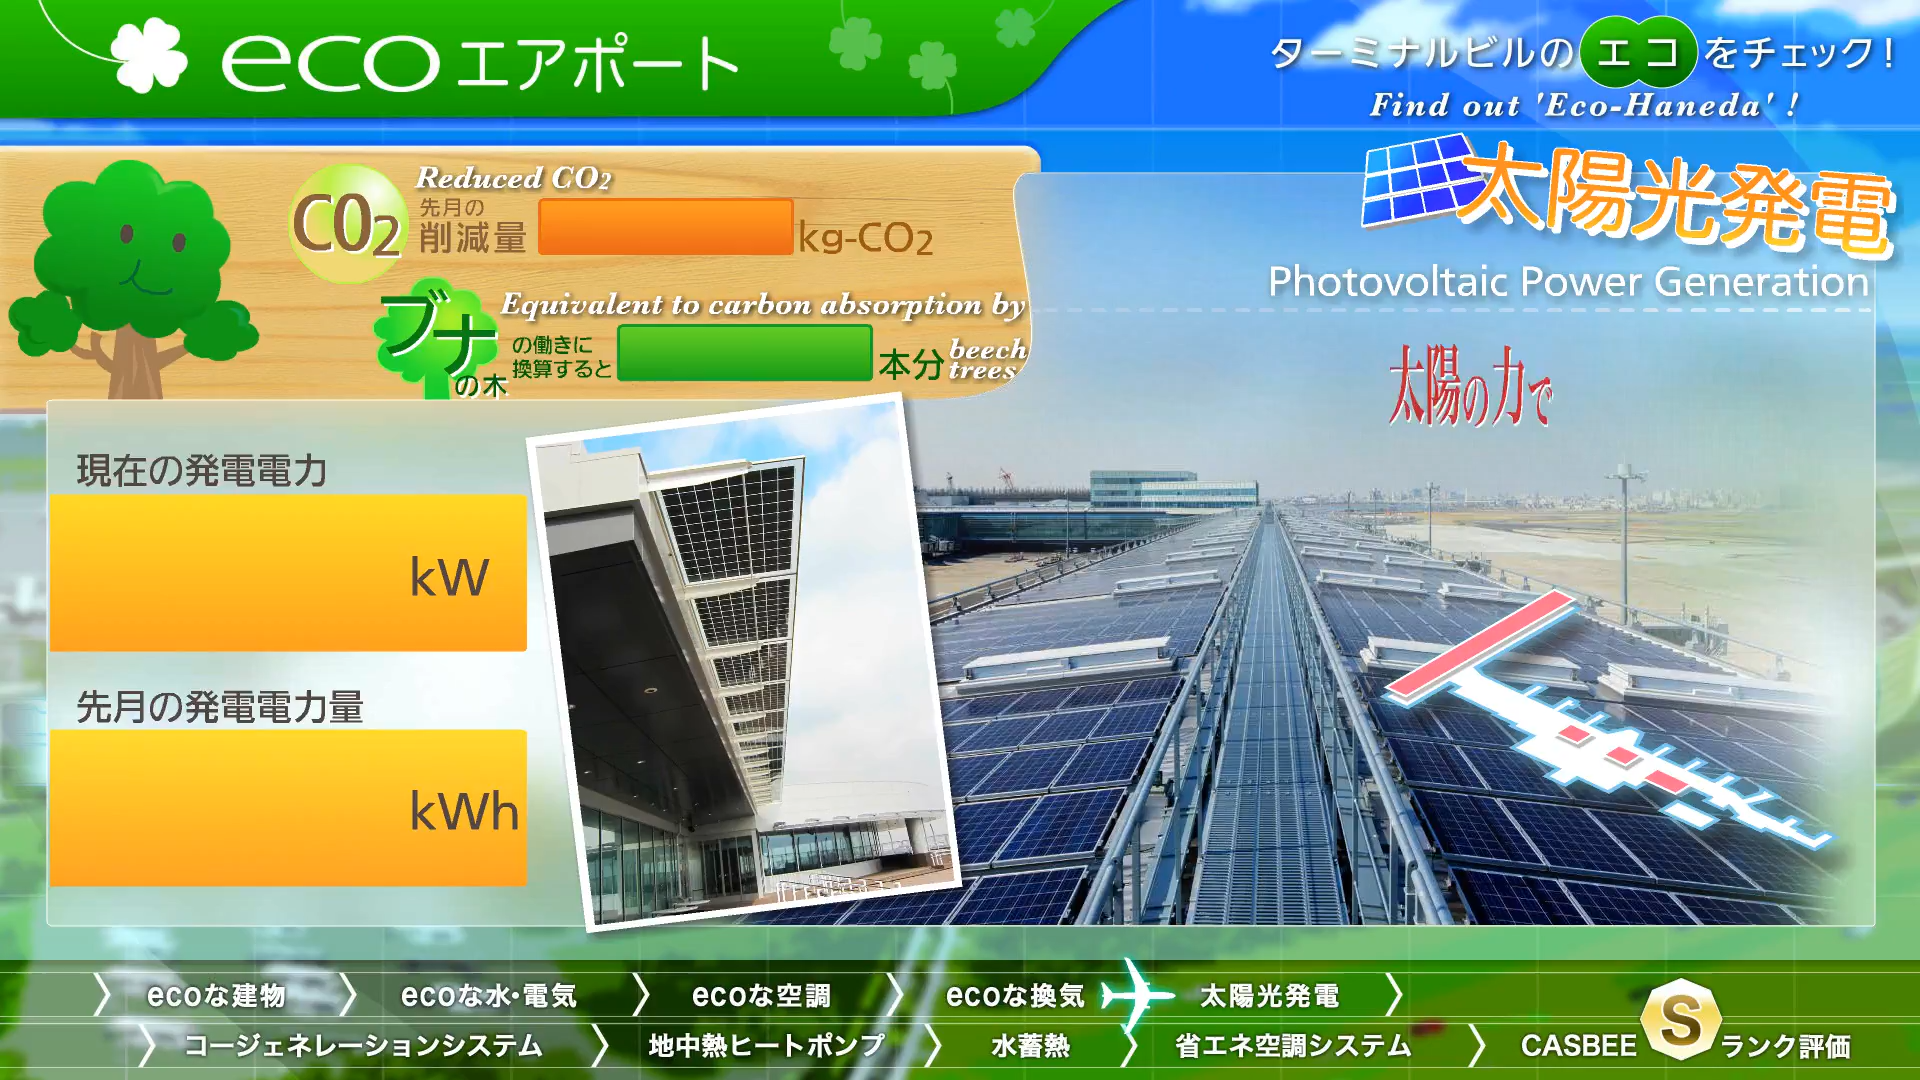 eco エアポート
ターミナルビルの エコ をチェック!
Find out 'Eco-Haneda' !
Reduced CO2
CO2
先月の
削減量
kg-CO2
Equivalent to carbon absorption by
ブナ
の木
の働きに
換算すると
本分
beech
trees
太陽光発電
Photovoltaic Power Generation
太陽の力で
現在の発電電力
kW
先月の発電電力量
kWh
ecoな建物
ecoな水・電気
ecoな空調
ecoな換気
太陽光発電
コージェネレーションシステム
地中熱ヒートポンプ
水蓄熱
省エネ空調システム
CASBEE S ランク評価